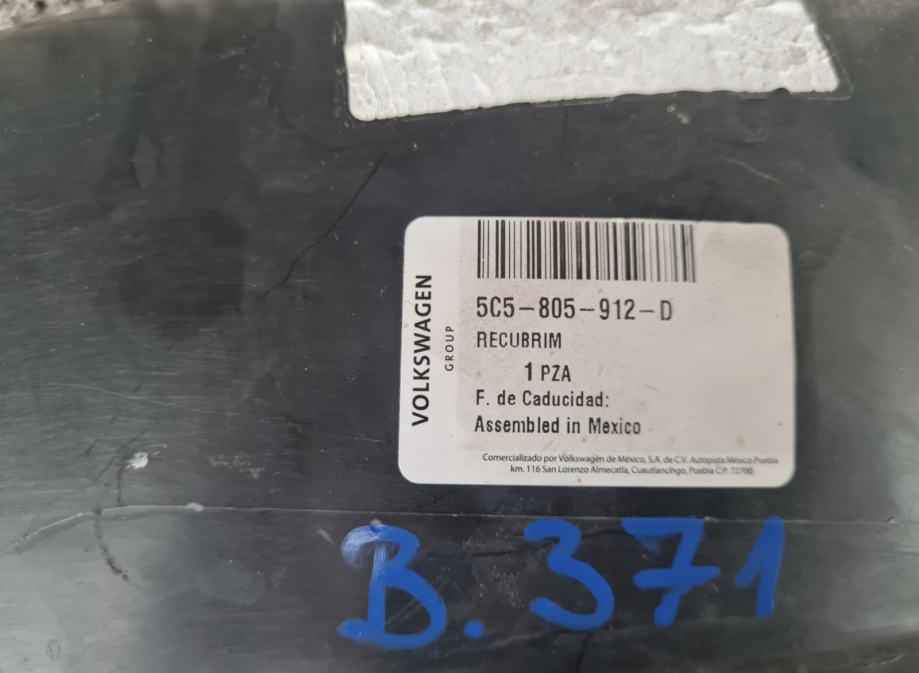 VOLKSWAGEN
GROUP
5C5-805-912-D
RECUBRIM
1 PZA
F. de Caducidad:
Assembled in Mexico
Comercializado por Volkswagen de México, S.A. de C.V. Autopista México-Puebla
km. 116 San Lorenzo Almecatla, Cuautlancingo, Puebla C.P. 72700
B. 371